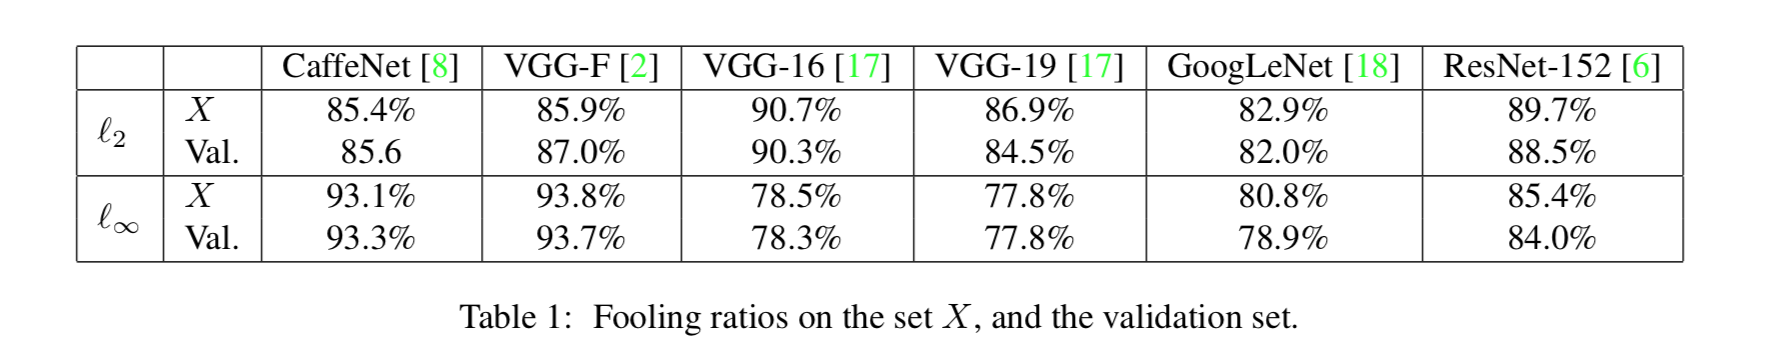 CaffeNet [8] VGG-F [2] VGG-16 [17] VGG-19 [17] GoogLeNet [18] ResNet-152 [6]
ℓ₂ X 85.4% 85.9% 90.7% 86.9% 82.9% 89.7%
Val. 85.6 87.0% 90.3% 84.5% 82.0% 88.5%
ℓ∞ X 93.1% 93.8% 78.5% 77.8% 80.8% 85.4%
Val. 93.3% 93.7% 78.3% 77.8% 78.9% 84.0%
Table 1: Fooling ratios on the set X, and the validation set.